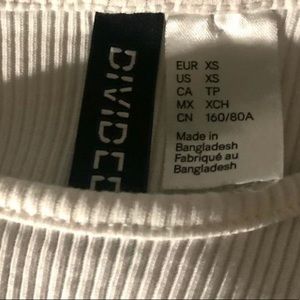 DIVIDED
EUR XS
US XS
CA TP
MX XCH
CN 160/80A
Made in
Bangladesh
Fabriqué au
Bangladesh